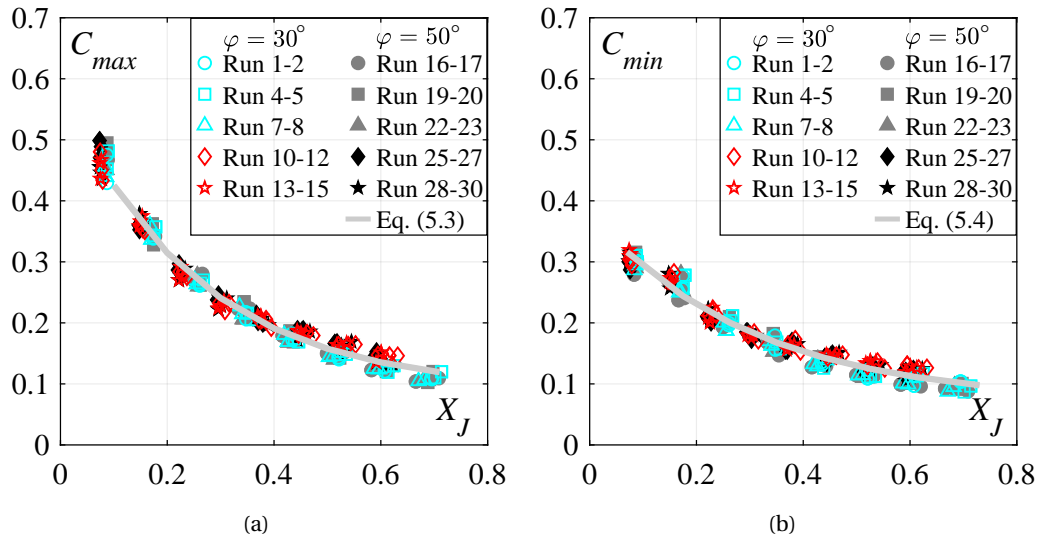 0.7
0.6
0.5
0.4
0.3
0.2
0.1
0
0 0.2 0.4 0.6 0.8
C_max
X_J
φ = 30° φ = 50°
Run 1-2 Run 16-17
Run 4-5 Run 19-20
Run 7-8 Run 22-23
Run 10-12 Run 25-27
Run 13-15 Run 28-30
Eq. (5.3)
(a)
0.7
0.6
0.5
0.4
0.3
0.2
0.1
0
0 0.2 0.4 0.6 0.8
C_min
X_J
φ = 30° φ = 50°
Run 1-2 Run 16-17
Run 4-5 Run 19-20
Run 7-8 Run 22-23
Run 10-12 Run 25-27
Run 13-15 Run 28-30
Eq. (5.4)
(b)